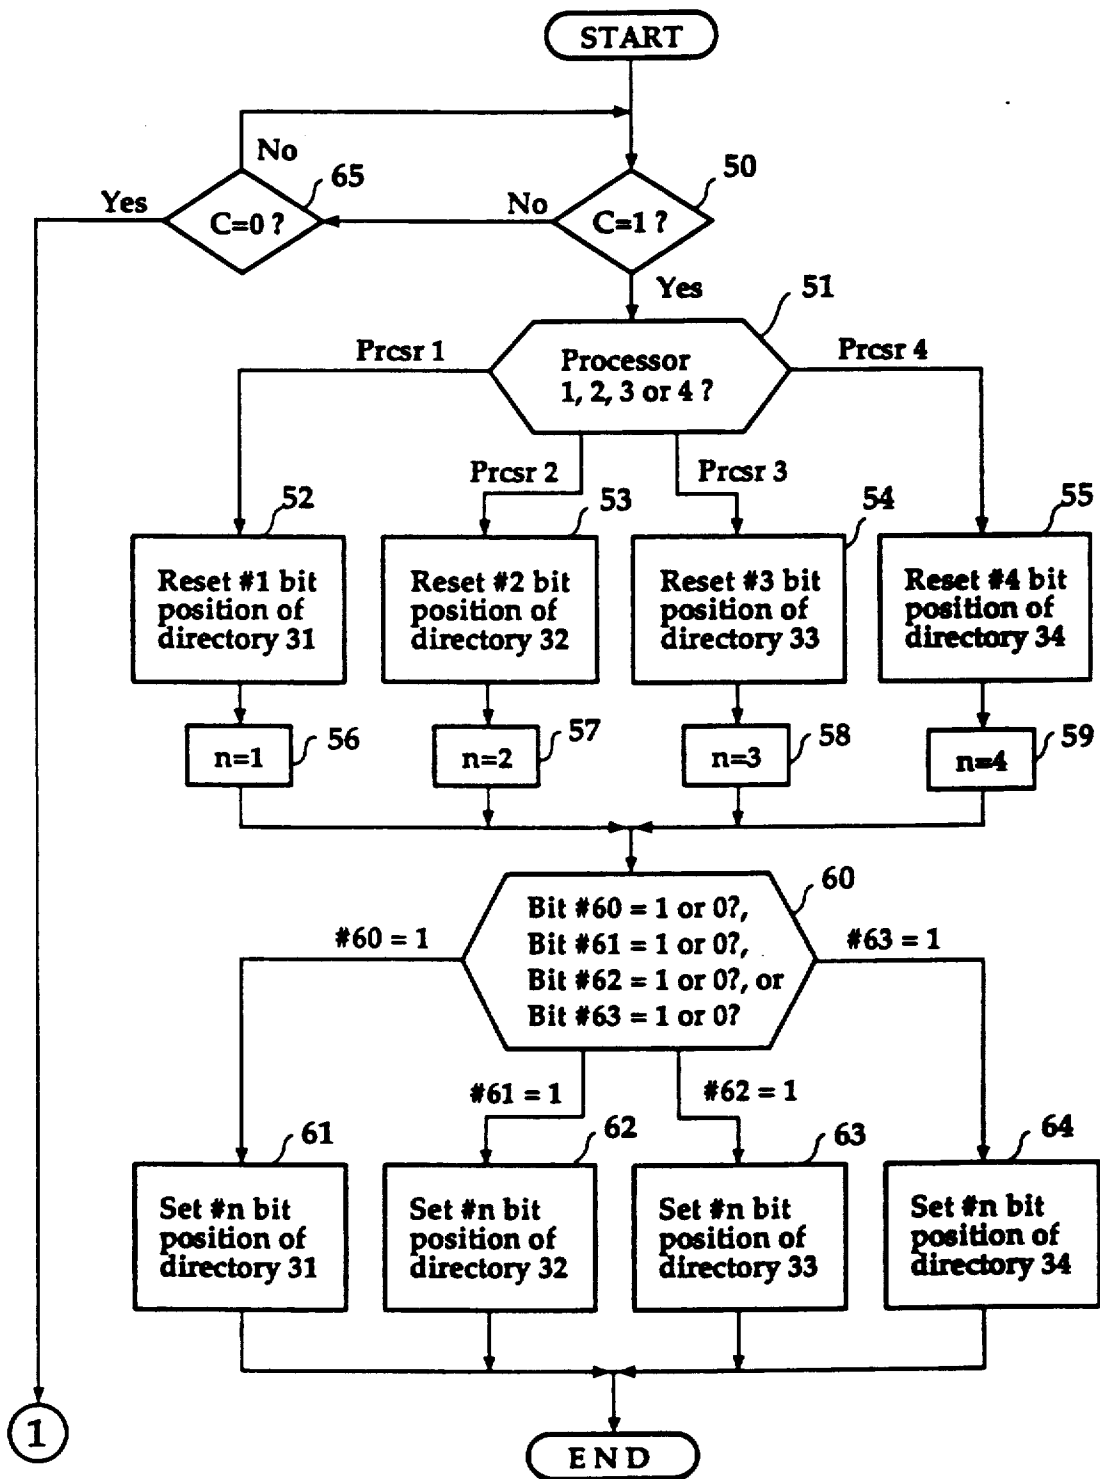 START
No
65
50
Yes
No
C=0 ?
C=1 ?
Yes
51
Prcsr 1
Processor
1, 2, 3 or 4 ?
Prcsr 4
Prcsr 2
Prcsr 3
52
53
54
55
Reset #1 bit
position of
directory 31
Reset #2 bit
position of
directory 32
Reset #3 bit
position of
directory 33
Reset #4 bit
position of
directory 34
n=1
56
n=2
57
n=3
58
n=4
59
60
Bit #60 = 1 or 0?,
Bit #61 = 1 or 0?,
Bit #62 = 1 or 0?, or
Bit #63 = 1 or 0?
#60 = 1
#63 = 1
#61 = 1
#62 = 1
61
62
63
64
Set #n bit
position of
directory 31
Set #n bit
position of
directory 32
Set #n bit
position of
directory 33
Set #n bit
position of
directory 34
1
END